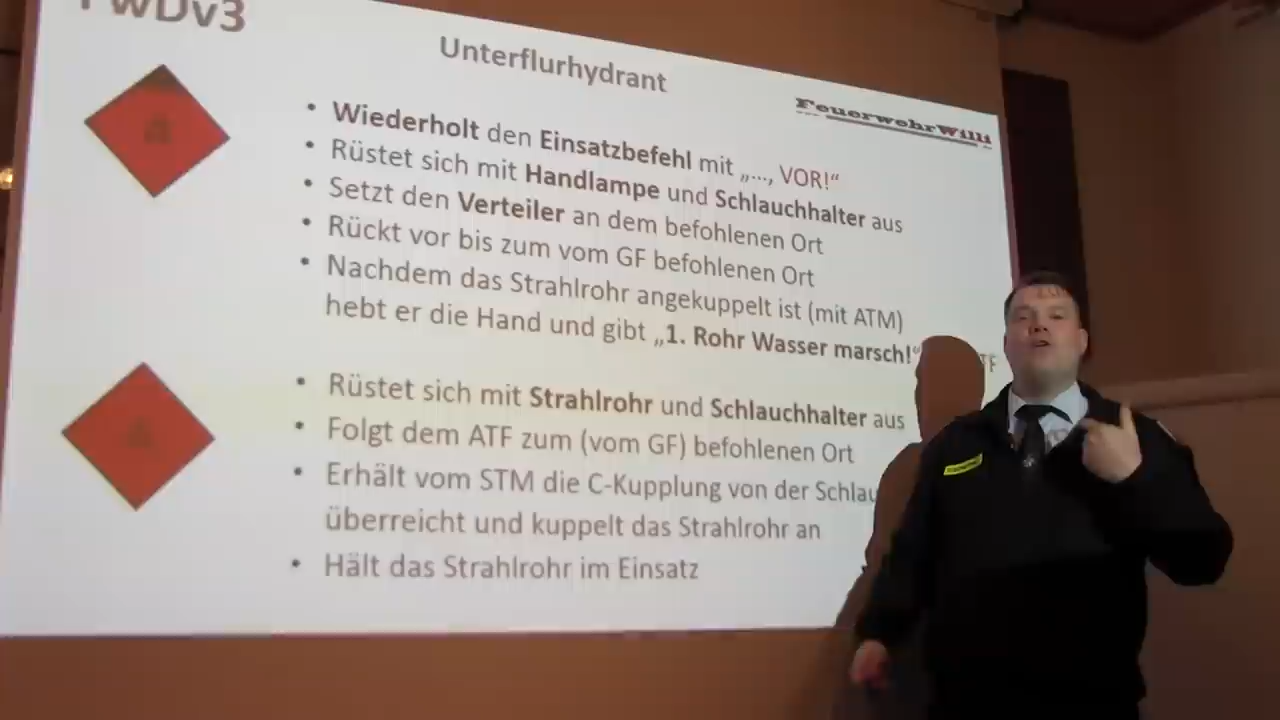 FwDv3
Unterflurhydrant
FeuerwehrWilli
• Wiederholt den Einsatzbefehl mit „…, VOR!“
• Rüstet sich mit Handlampe und Schlauchhalter aus
• Setzt den Verteiler an dem befohlenen Ort
• Rückt vor bis zum vom GF befohlenen Ort
• Nachdem das Strahlrohr angekuppelt ist (mit ATM)
hebt er die Hand und gibt „1. Rohr Wasser marsch!“
• Rüstet sich mit Strahlrohr und Schlauchhalter aus
• Folgt dem ATF zum (vom GF) befohlenen Ort
• Erhält vom STM die C-Kupplung von der Schlau
überreicht und kuppelt das Strahlrohr an
• Hält das Strahlrohr im Einsatz